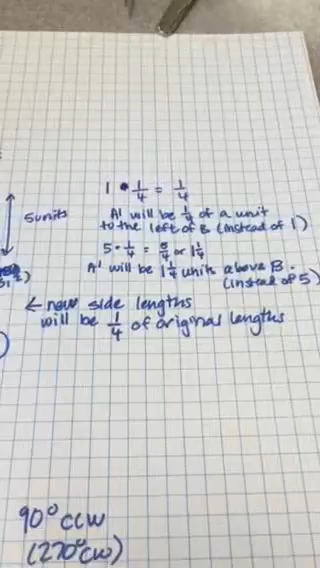 1 • 1/4 = 1/4
5 units
A' will be 1/4 of a unit
to the left of B (instead of 1)
5 • 1/4 = 5/4 or 1 1/4
A' will be 1 1/4 units above B.
(instead of 5)
← new side lengths
will be 1/4 of original lengths
90° CCW
(270° CW)